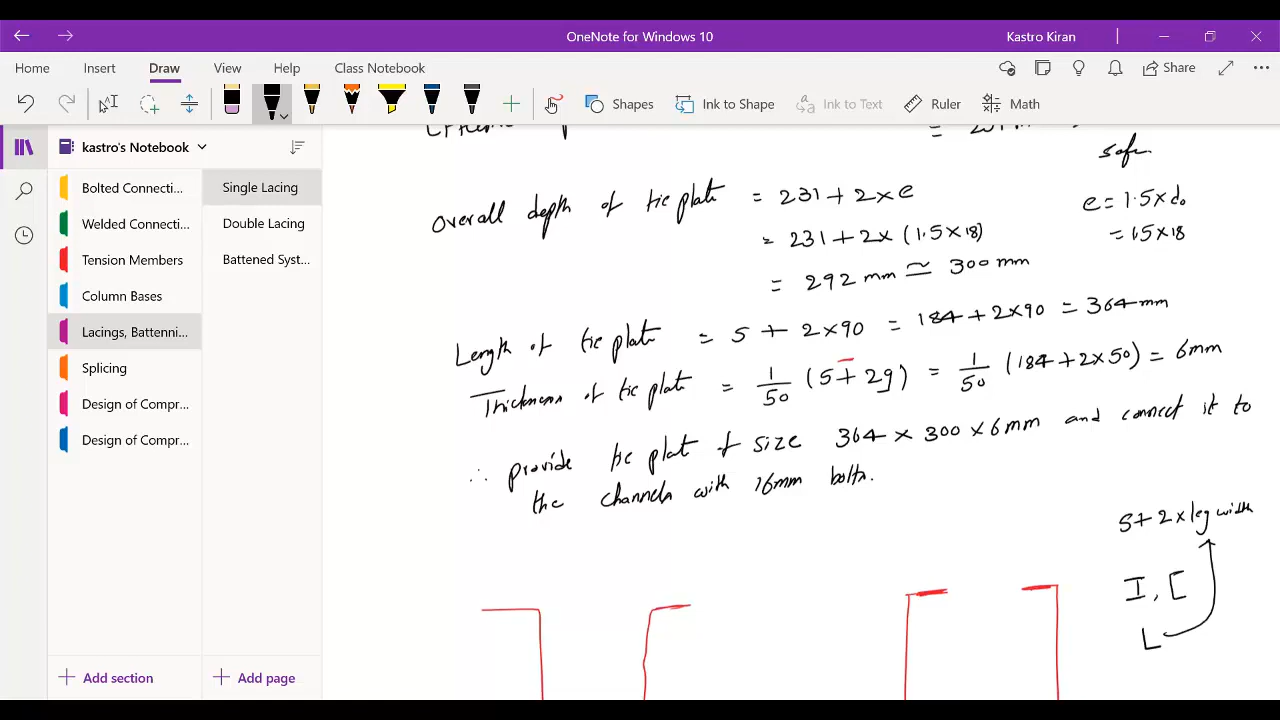 OneNote for Windows 10
Kastro Kiran
Home Insert Draw View Help Class Notebook
Share
Shapes Ink to Shape Ink to Text Ruler Math
kastro's Notebook
Bolted Connecti...
Welded Connecti...
Tension Members
Column Bases
Lacings, Battenni...
Splicing
Design of Compr...
Design of Compr...
Add section
Single Lacing
Double Lacing
Battened Syst...
Add page
safe
overall depth of tie plate = 231 + 2 x e
= 231 + 2 x (1.5 x 18)
= 292 mm ≃ 300 mm
e = 1.5 x do
= 1.5 x 18
Length of tie plate = S + 2 x 90 = 184 + 2 x 90 = 364 mm
Thickness of tie plate = 1/50 (S + 2g) = 1/50 (184 + 2 x 50) = 6mm
∴ provide tie plat of size 364 x 300 x 6mm and connect it to
the channels with 16mm bolts.
S + 2 x leg width
I, [
L